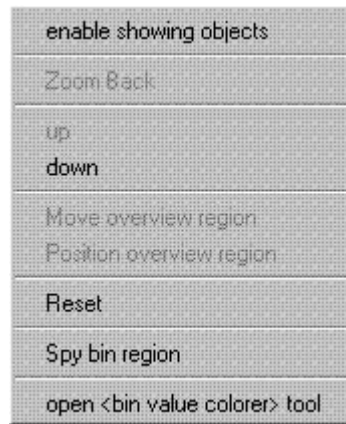 enable showing objects
Zoom Back
up
down
Move overview region
Position overview region
Reset
Spy bin region
open <bin value colorer> tool